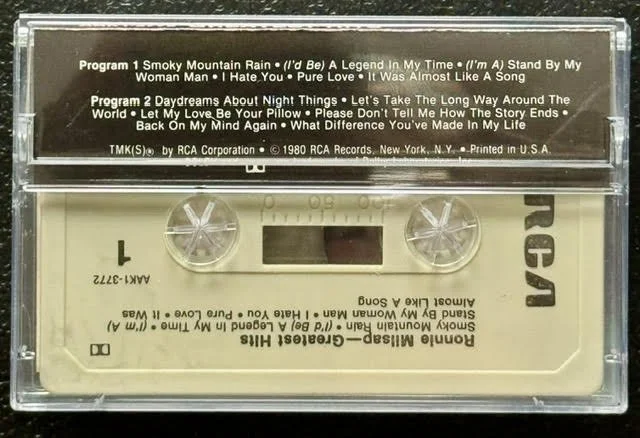 Program 1 Smoky Mountain Rain • (I'd Be) A Legend In My Time • (I'm A) Stand By My
Woman Man • I Hate You • Pure Love • It Was Almost Like A Song
Program 2 Daydreams About Night Things • Let's Take The Long Way Around The
World • Let My Love Be Your Pillow • Please Don't Tell Me How The Story Ends •
Back On My Mind Again • What Difference You've Made In My Life
TMK(S)® by RCA Corporation • © 1980 RCA Records, New York, N.Y. • Printed in U.S.A.
Ronnie Milsap—Greatest Hits
Smoky Mountain Rain • (I'd Be) A Legend In My Time • (I'm A)
Stand By My Woman Man • I Hate You • Pure Love • It Was
Almost Like A Song
AAK1-3772
1
RCA
0 50 100